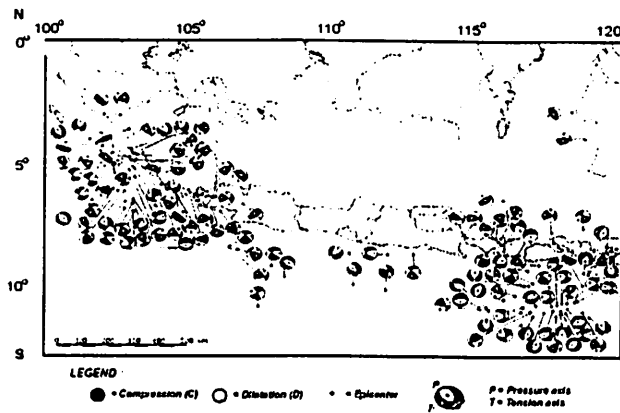 N
100° 105° 110° 115° 120
0°
5°
10°
S
LEGEND
• Compression (C) • Dilatation (D) • • Epicenter
P
T
P = Pressure axis
T = Tension axis